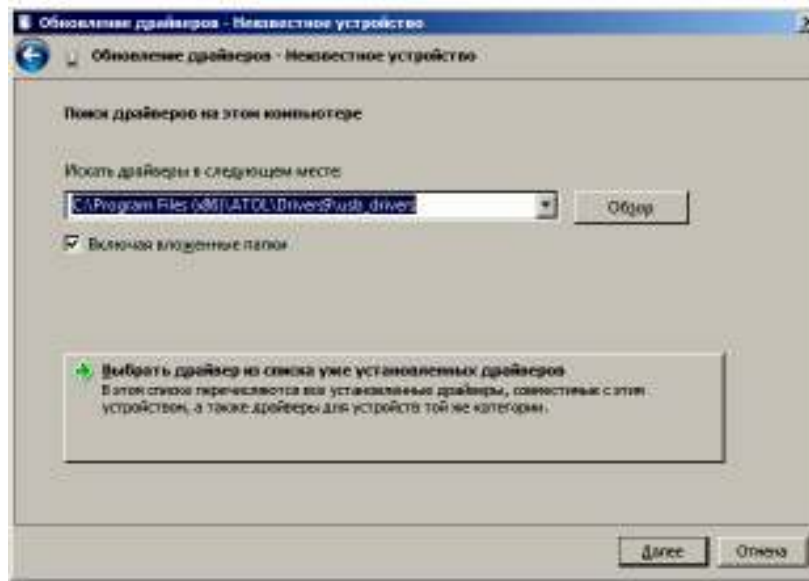 Обновление драйверов - Неизвестное устройство
Обновление драйверов - Неизвестное устройство
Поиск драйверов на этом компьютере
Искать драйверы в следующем месте:
C:\Program Files (x86)\ATOL\Drivers9\usb_drivers
Обзор
Включая вложенные папки
Выбрать драйвер из списка уже установленных драйверов
В этом списке перечисляются все установленные драйверы, совместимые с этим
устройством, а также драйверы для устройств той же категории.
Далее
Отмена